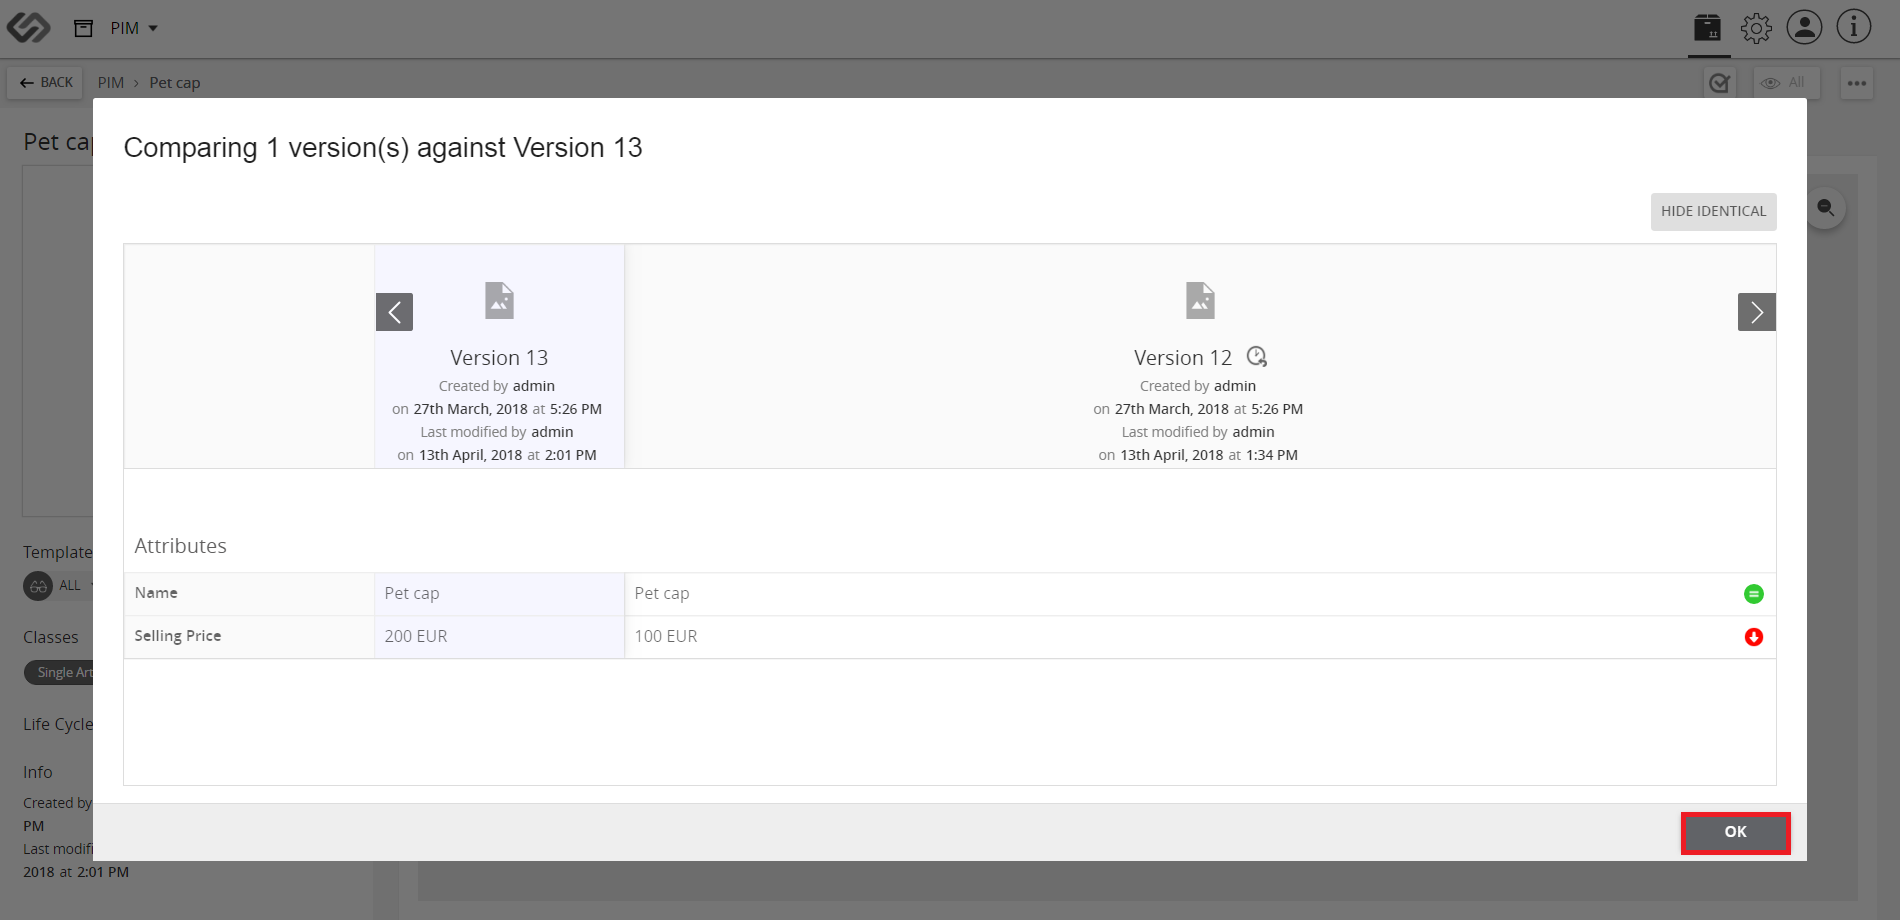 PIM
BACK
PIM › Pet cap
All
Pet cap
Comparing 1 version(s) against Version 13
HIDE IDENTICAL
Version 13
Created by admin
on 27th March, 2018 at 5:26 PM
Last modified by admin
on 13th April, 2018 at 2:01 PM
Version 12
Created by admin
on 27th March, 2018 at 5:26 PM
Last modified by admin
on 13th April, 2018 at 1:34 PM
Attributes
Name Pet cap Pet cap
Selling Price 200 EUR 100 EUR
OK
Template
ALL
Classes
Single Art
Life Cycle
Info
Created by
PM
Last modifi
2018 at 2:01 PM